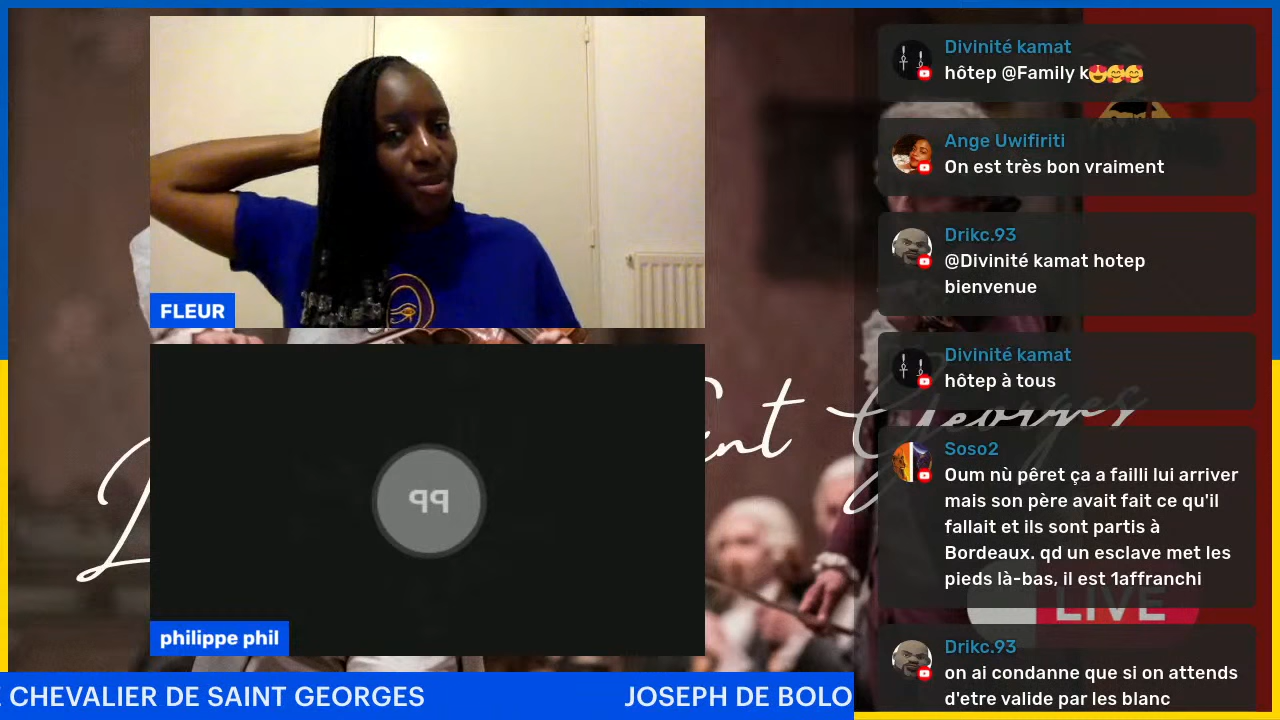 FLEUR
ųų
philippe phil
CHEVALIER DE SAINT GEORGES
JOSEPH DE BOLO
Georges
LIVE
Divinité kamat
hôtep @Family k😍🥰🥰
Ange Uwifiriti
On est très bon vraiment
Drikc.93
@Divinité kamat hotep
bienvenue
Divinité kamat
hôtep à tous
Soso2
Oum nù pêret ça a failli lui arriver
mais son père avait fait ce qu'il
fallait et ils sont partis à
Bordeaux. qd un esclave met les
pieds là-bas, il est 1affranchi
Drikc.93
on ai condanne que si on attends
d'etre valide par les blanc